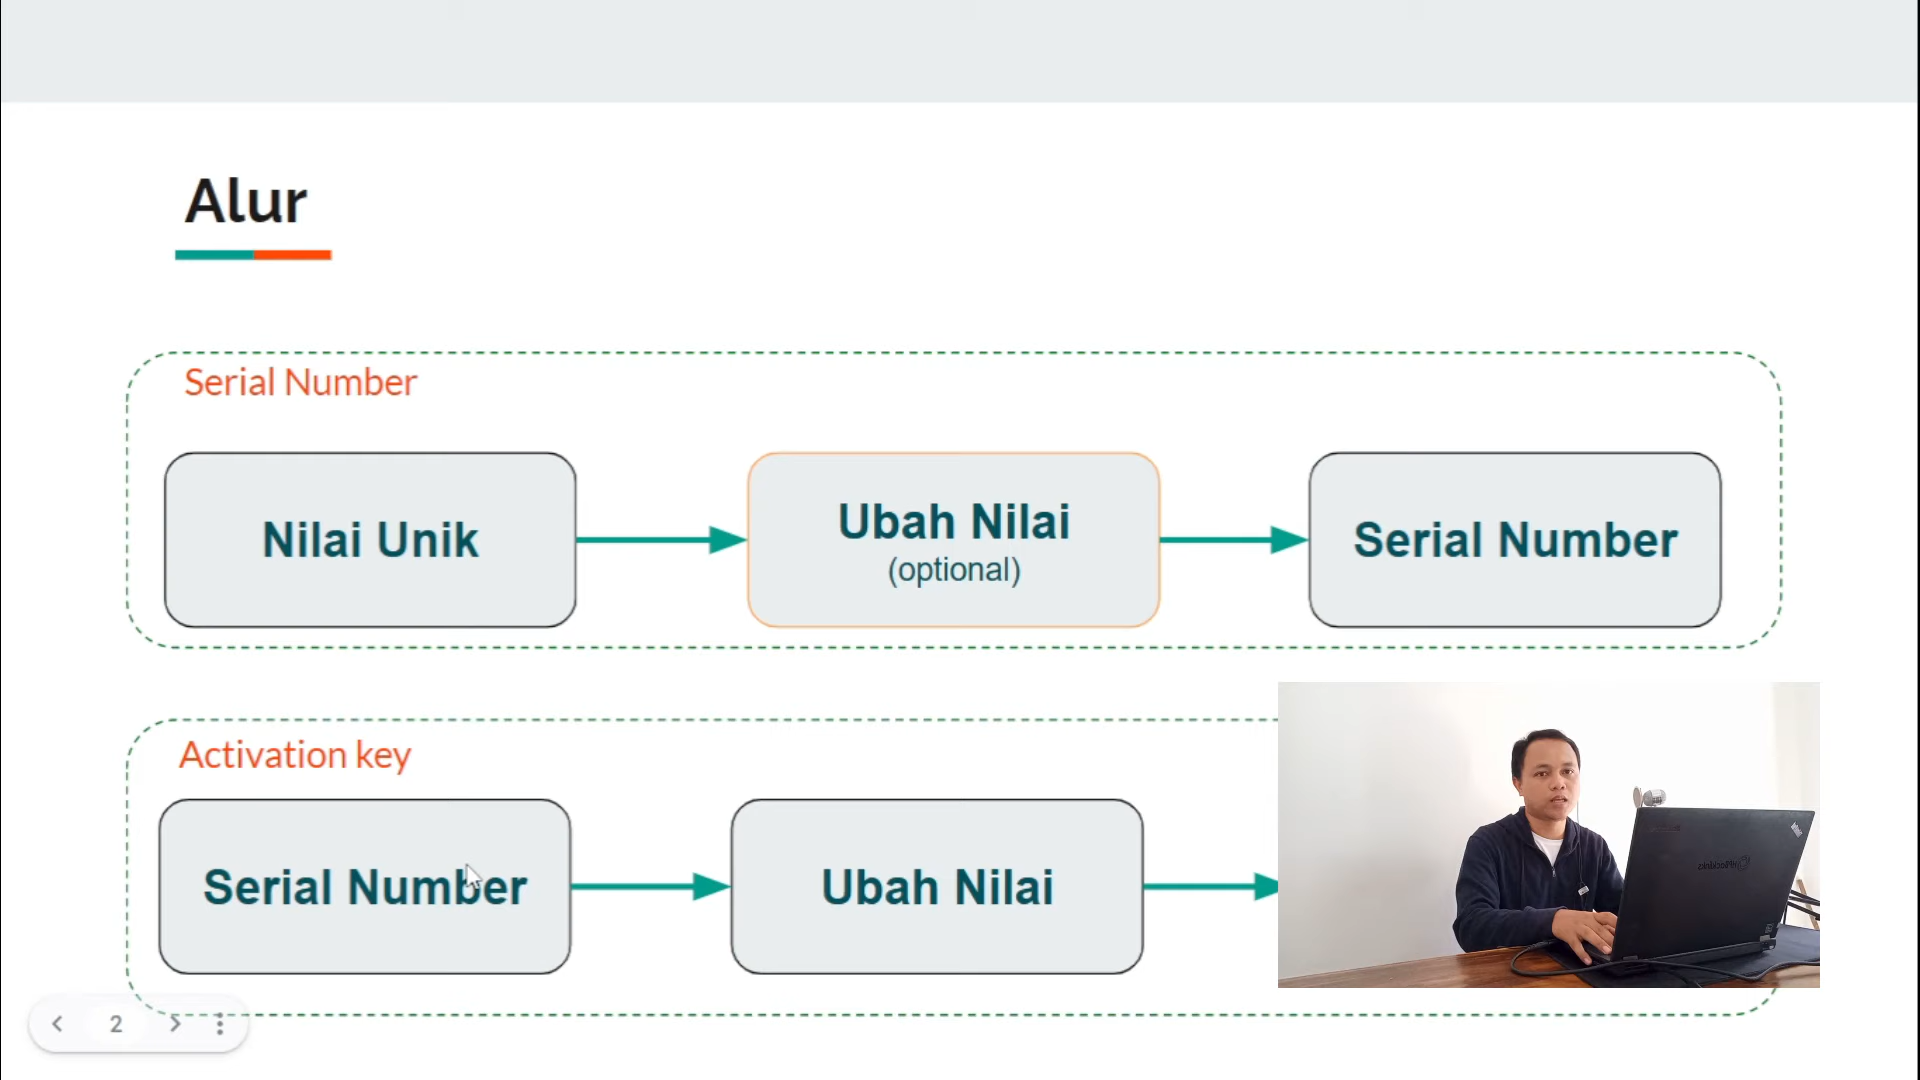 Alur
Serial Number
Nilai Unik
Ubah Nilai
(optional)
Serial Number
Activation key
Serial Number
Ubah Nilai
2